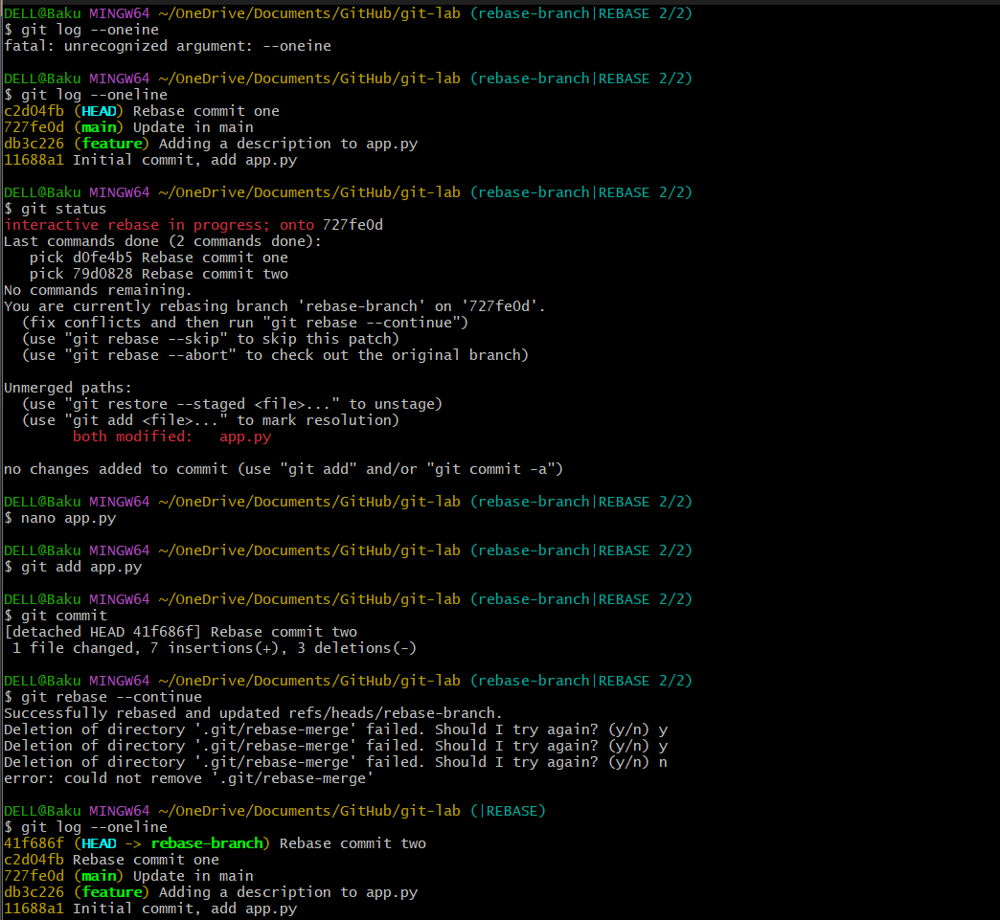 DELL@Baku MINGW64 ~/OneDrive/Documents/GitHub/git-lab (rebase-branch|REBASE 2/2)
$ git log --oneine
fatal: unrecognized argument: --oneine
DELL@Baku MINGW64 ~/OneDrive/Documents/GitHub/git-lab (rebase-branch|REBASE 2/2)
$ git log --oneline
c2d04fb (HEAD) Rebase commit one
727fe0d (main) Update in main
db3c226 (feature) Adding a description to app.py
11688a1 Initial commit, add app.py
DELL@Baku MINGW64 ~/OneDrive/Documents/GitHub/git-lab (rebase-branch|REBASE 2/2)
$ git status
interactive rebase in progress; onto 727fe0d
Last commands done (2 commands done):
   pick d0fe4b5 Rebase commit one
   pick 79d0828 Rebase commit two
No commands remaining.
You are currently rebasing branch 'rebase-branch' on '727fe0d'.
  (fix conflicts and then run "git rebase --continue")
  (use "git rebase --skip" to skip this patch)
  (use "git rebase --abort" to check out the original branch)
Unmerged paths:
  (use "git restore --staged <file>..." to unstage)
  (use "git add <file>..." to mark resolution)
        both modified:   app.py
no changes added to commit (use "git add" and/or "git commit -a")
DELL@Baku MINGW64 ~/OneDrive/Documents/GitHub/git-lab (rebase-branch|REBASE 2/2)
$ nano app.py
DELL@Baku MINGW64 ~/OneDrive/Documents/GitHub/git-lab (rebase-branch|REBASE 2/2)
$ git add app.py
DELL@Baku MINGW64 ~/OneDrive/Documents/GitHub/git-lab (rebase-branch|REBASE 2/2)
$ git commit
[detached HEAD 41f686f] Rebase commit two
 1 file changed, 7 insertions(+), 3 deletions(-)
DELL@Baku MINGW64 ~/OneDrive/Documents/GitHub/git-lab (rebase-branch|REBASE 2/2)
$ git rebase --continue
Successfully rebased and updated refs/heads/rebase-branch.
Deletion of directory '.git/rebase-merge' failed. Should I try again? (y/n) y
Deletion of directory '.git/rebase-merge' failed. Should I try again? (y/n) y
Deletion of directory '.git/rebase-merge' failed. Should I try again? (y/n) n
error: could not remove '.git/rebase-merge'
DELL@Baku MINGW64 ~/OneDrive/Documents/GitHub/git-lab (|REBASE)
$ git log --oneline
41f686f (HEAD -> rebase-branch) Rebase commit two
c2d04fb Rebase commit one
727fe0d (main) Update in main
db3c226 (feature) Adding a description to app.py
11688a1 Initial commit, add app.py